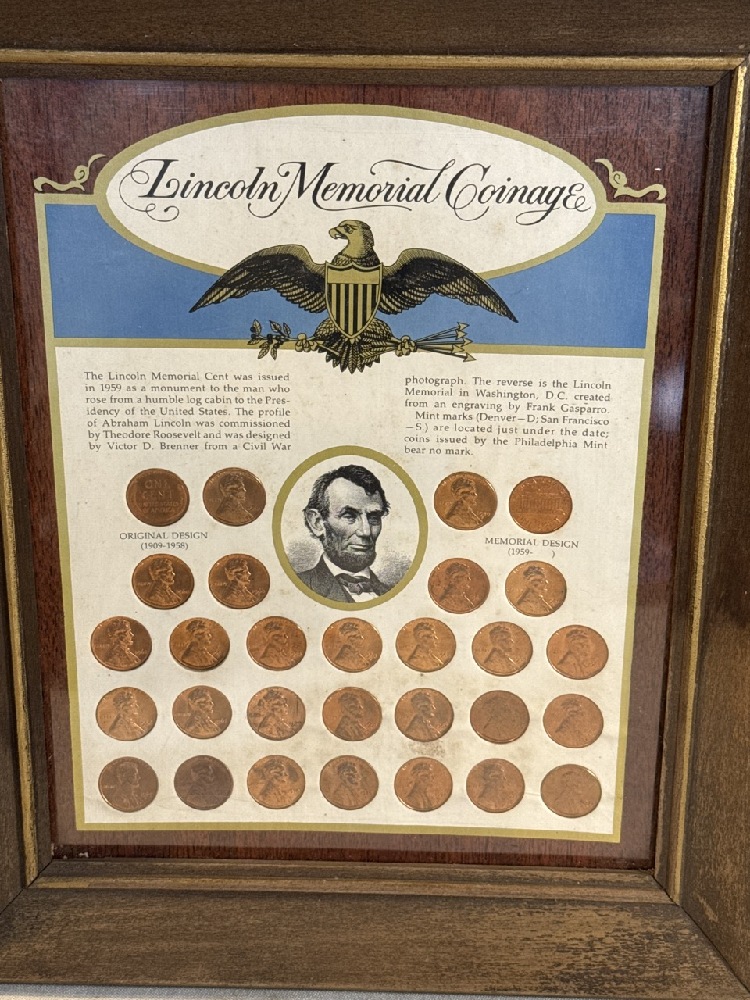 Lincoln Memorial Coinage
The Lincoln Memorial Cent was issued
in 1959 as a monument to the man who
rose from a humble log cabin to the Pres-
idency of the United States. The profile
of Abraham Lincoln was commissioned
by Theodore Roosevelt and was designed
by Victor D. Brenner from a Civil War
photograph. The reverse is the Lincoln
Memorial in Washington, D.C. created
from an engraving by Frank Gasparro.
Mint marks (Denver—D; San Francisco
—S.) are located just under the date;
coins issued by the Philadelphia Mint
bear no mark.
ONE
CENT
ORIGINAL DESIGN
(1909-1958)
MEMORIAL DESIGN
(1959- )